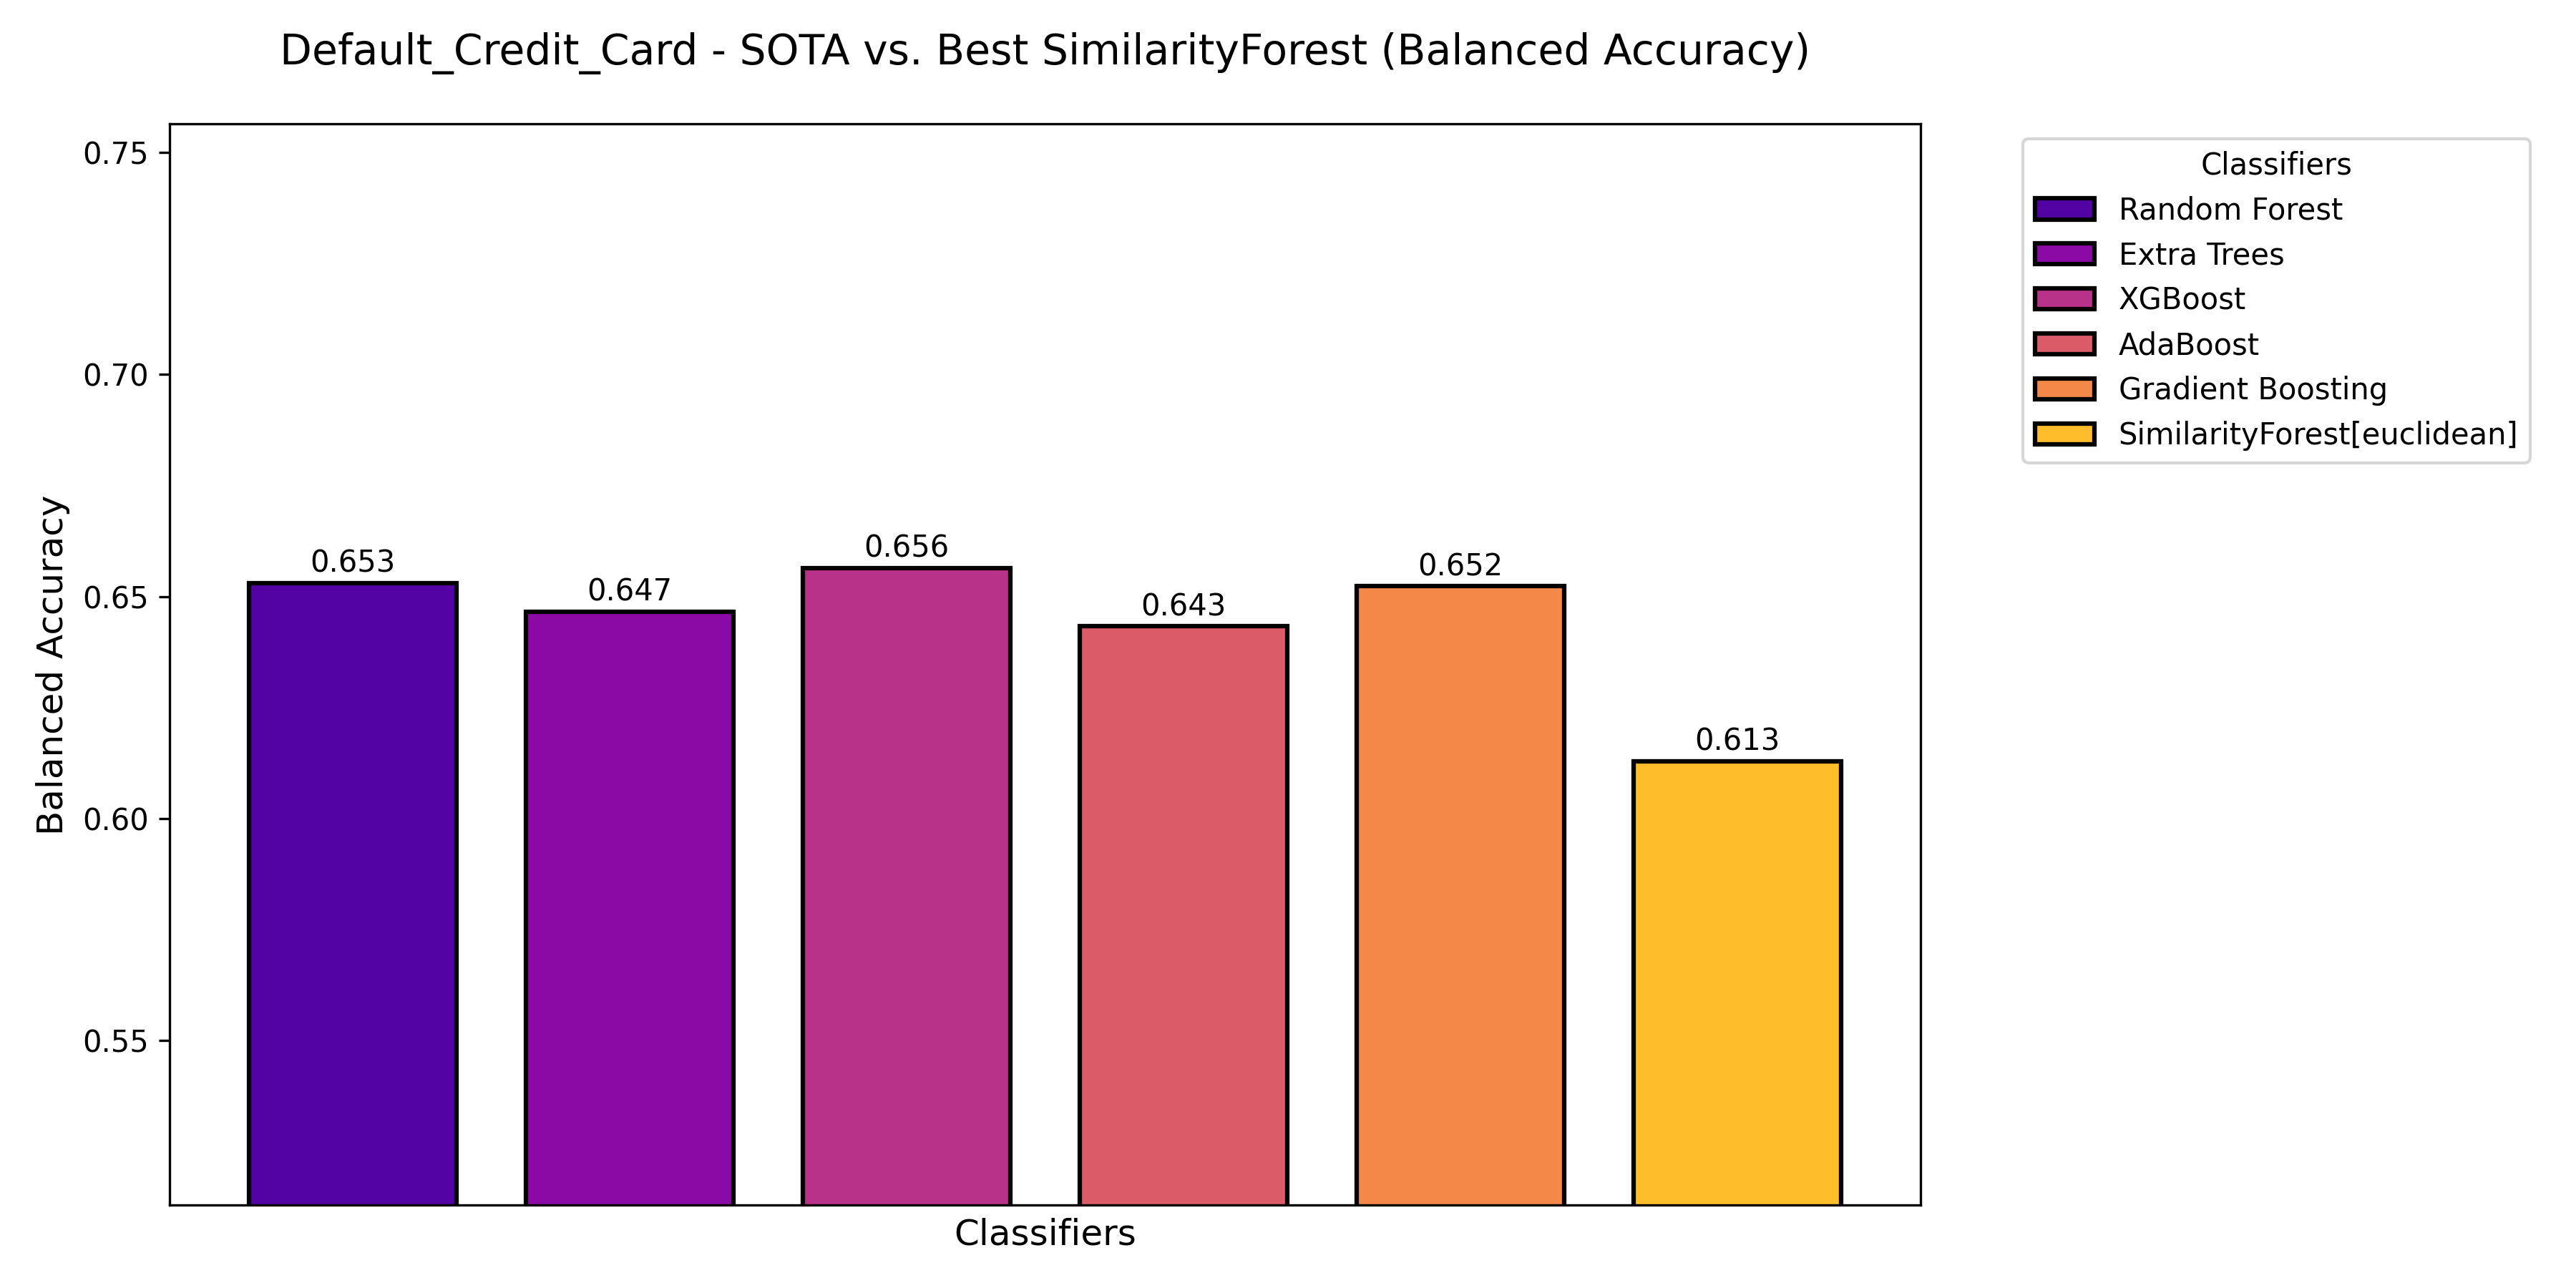 Default_Credit_Card - SOTA vs. Best SimilarityForest (Balanced Accuracy)
Balanced Accuracy
0.75
0.70
0.65
0.60
0.55
0.653
0.647
0.656
0.643
0.652
0.613
Classifiers
Classifiers
Random Forest
Extra Trees
XGBoost
AdaBoost
Gradient Boosting
SimilarityForest[euclidean]